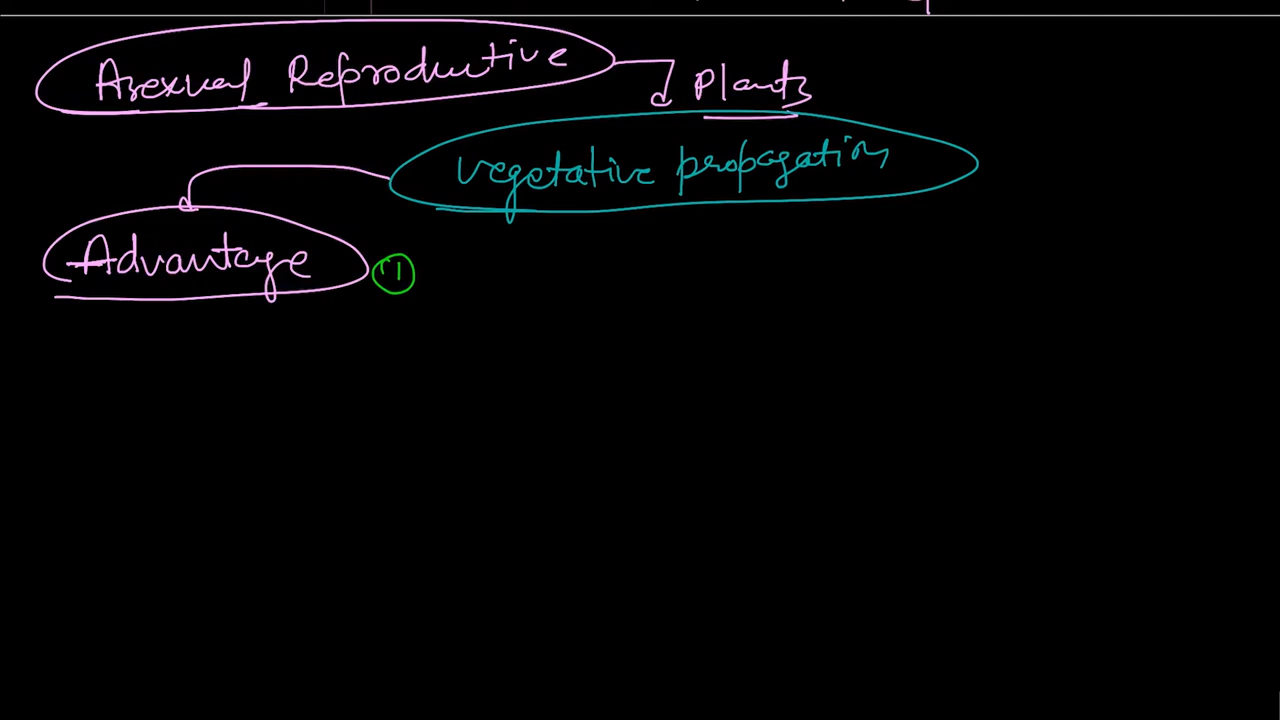 Asexual Reproductive
Plants
vegetative propagation
Advantage 1